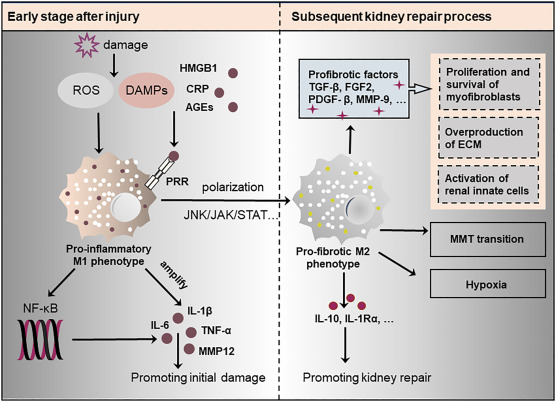 Early stage after injury
Subsequent kidney repair process
damage
ROS
DAMPs
HMGB1
CRP
AGEs
PRR
Pro-inflammatory
M1 phenotype
polarization
JNK/JAK/STAT...
NF-κB
amplify
IL-1β
IL-6
TNF-α
MMP12
Promoting initial damage
Profibrotic factors
TGF-β, FGF2,
PDGF- β, MMP-9, ...
Proliferation and
survival of
myofibroblasts
Overproduction
of ECM
Activation of
renal innate cells
Pro-fibrotic M2
phenotype
MMT transition
Hypoxia
IL-10, IL-1Rα, ...
Promoting kidney repair